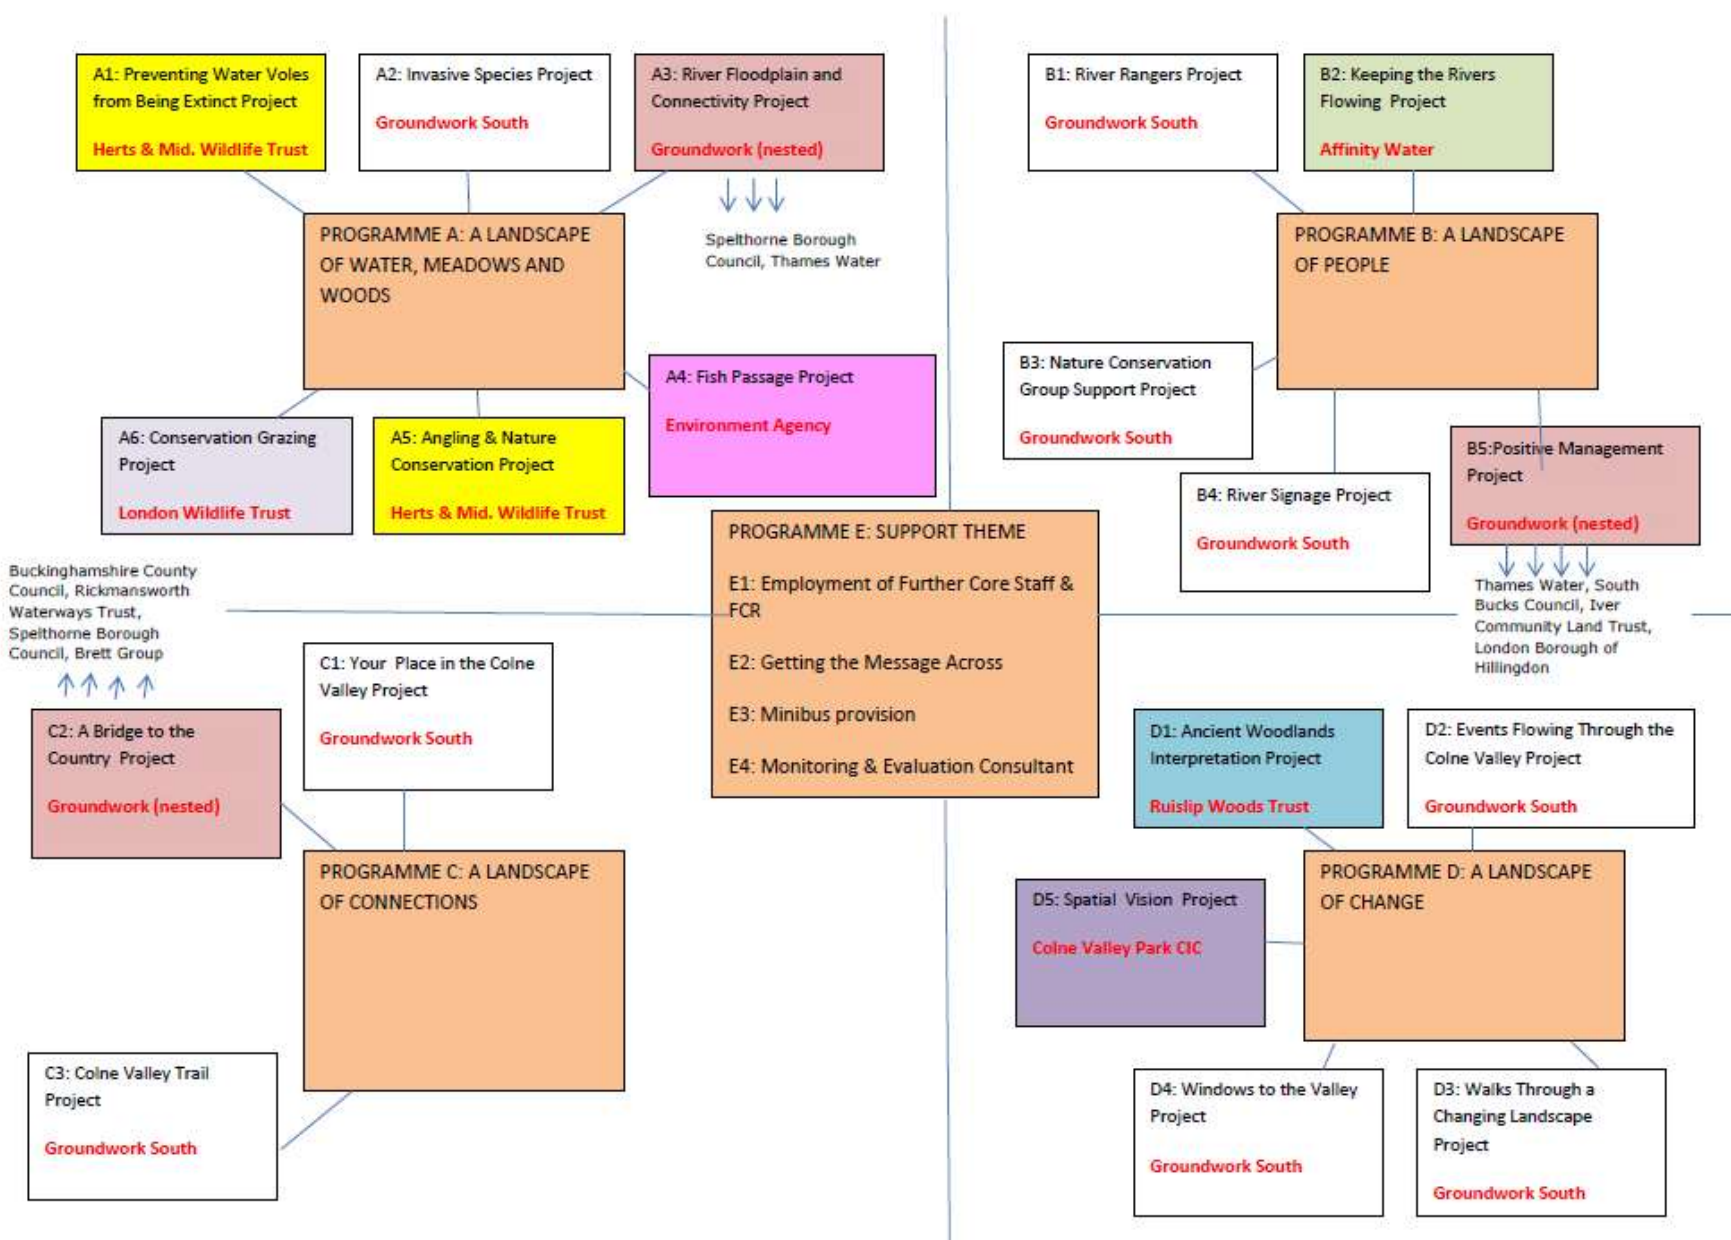 A1: Preventing Water Voles
from Being Extinct Project
Herts & Mid. Wildlife Trust
A2: Invasive Species Project
Groundwork South
A3: River Floodplain and
Connectivity Project
Groundwork (nested)
Spelthorne Borough
Council, Thames Water
PROGRAMME A: A LANDSCAPE
OF WATER, MEADOWS AND
WOODS
A4: Fish Passage Project
Environment Agency
A6: Conservation Grazing
Project
London Wildlife Trust
A5: Angling & Nature
Conservation Project
Herts & Mid. Wildlife Trust
B1: River Rangers Project
Groundwork South
B2: Keeping the Rivers
Flowing Project
Affinity Water
PROGRAMME B: A LANDSCAPE
OF PEOPLE
B3: Nature Conservation
Group Support Project
Groundwork South
B4: River Signage Project
Groundwork South
B5:Positive Management
Project
Groundwork (nested)
Thames Water, South
Bucks Council, Iver
Community Land Trust,
London Borough of
Hillingdon
PROGRAMME E: SUPPORT THEME
E1: Employment of Further Core Staff &
FCR
E2: Getting the Message Across
E3: Minibus provision
E4: Monitoring & Evaluation Consultant
Buckinghamshire County
Council, Rickmansworth
Waterways Trust,
Spelthorne Borough
Council, Brett Group
C1: Your Place in the Colne
Valley Project
Groundwork South
C2: A Bridge to the
Country Project
Groundwork (nested)
PROGRAMME C: A LANDSCAPE
OF CONNECTIONS
C3: Colne Valley Trail
Project
Groundwork South
D1: Ancient Woodlands
Interpretation Project
Ruislip Woods Trust
D2: Events Flowing Through the
Colne Valley Project
Groundwork South
PROGRAMME D: A LANDSCAPE
OF CHANGE
D5: Spatial Vision Project
Colne Valley Park CIC
D4: Windows to the Valley
Project
Groundwork South
D3: Walks Through a
Changing Landscape
Project
Groundwork South